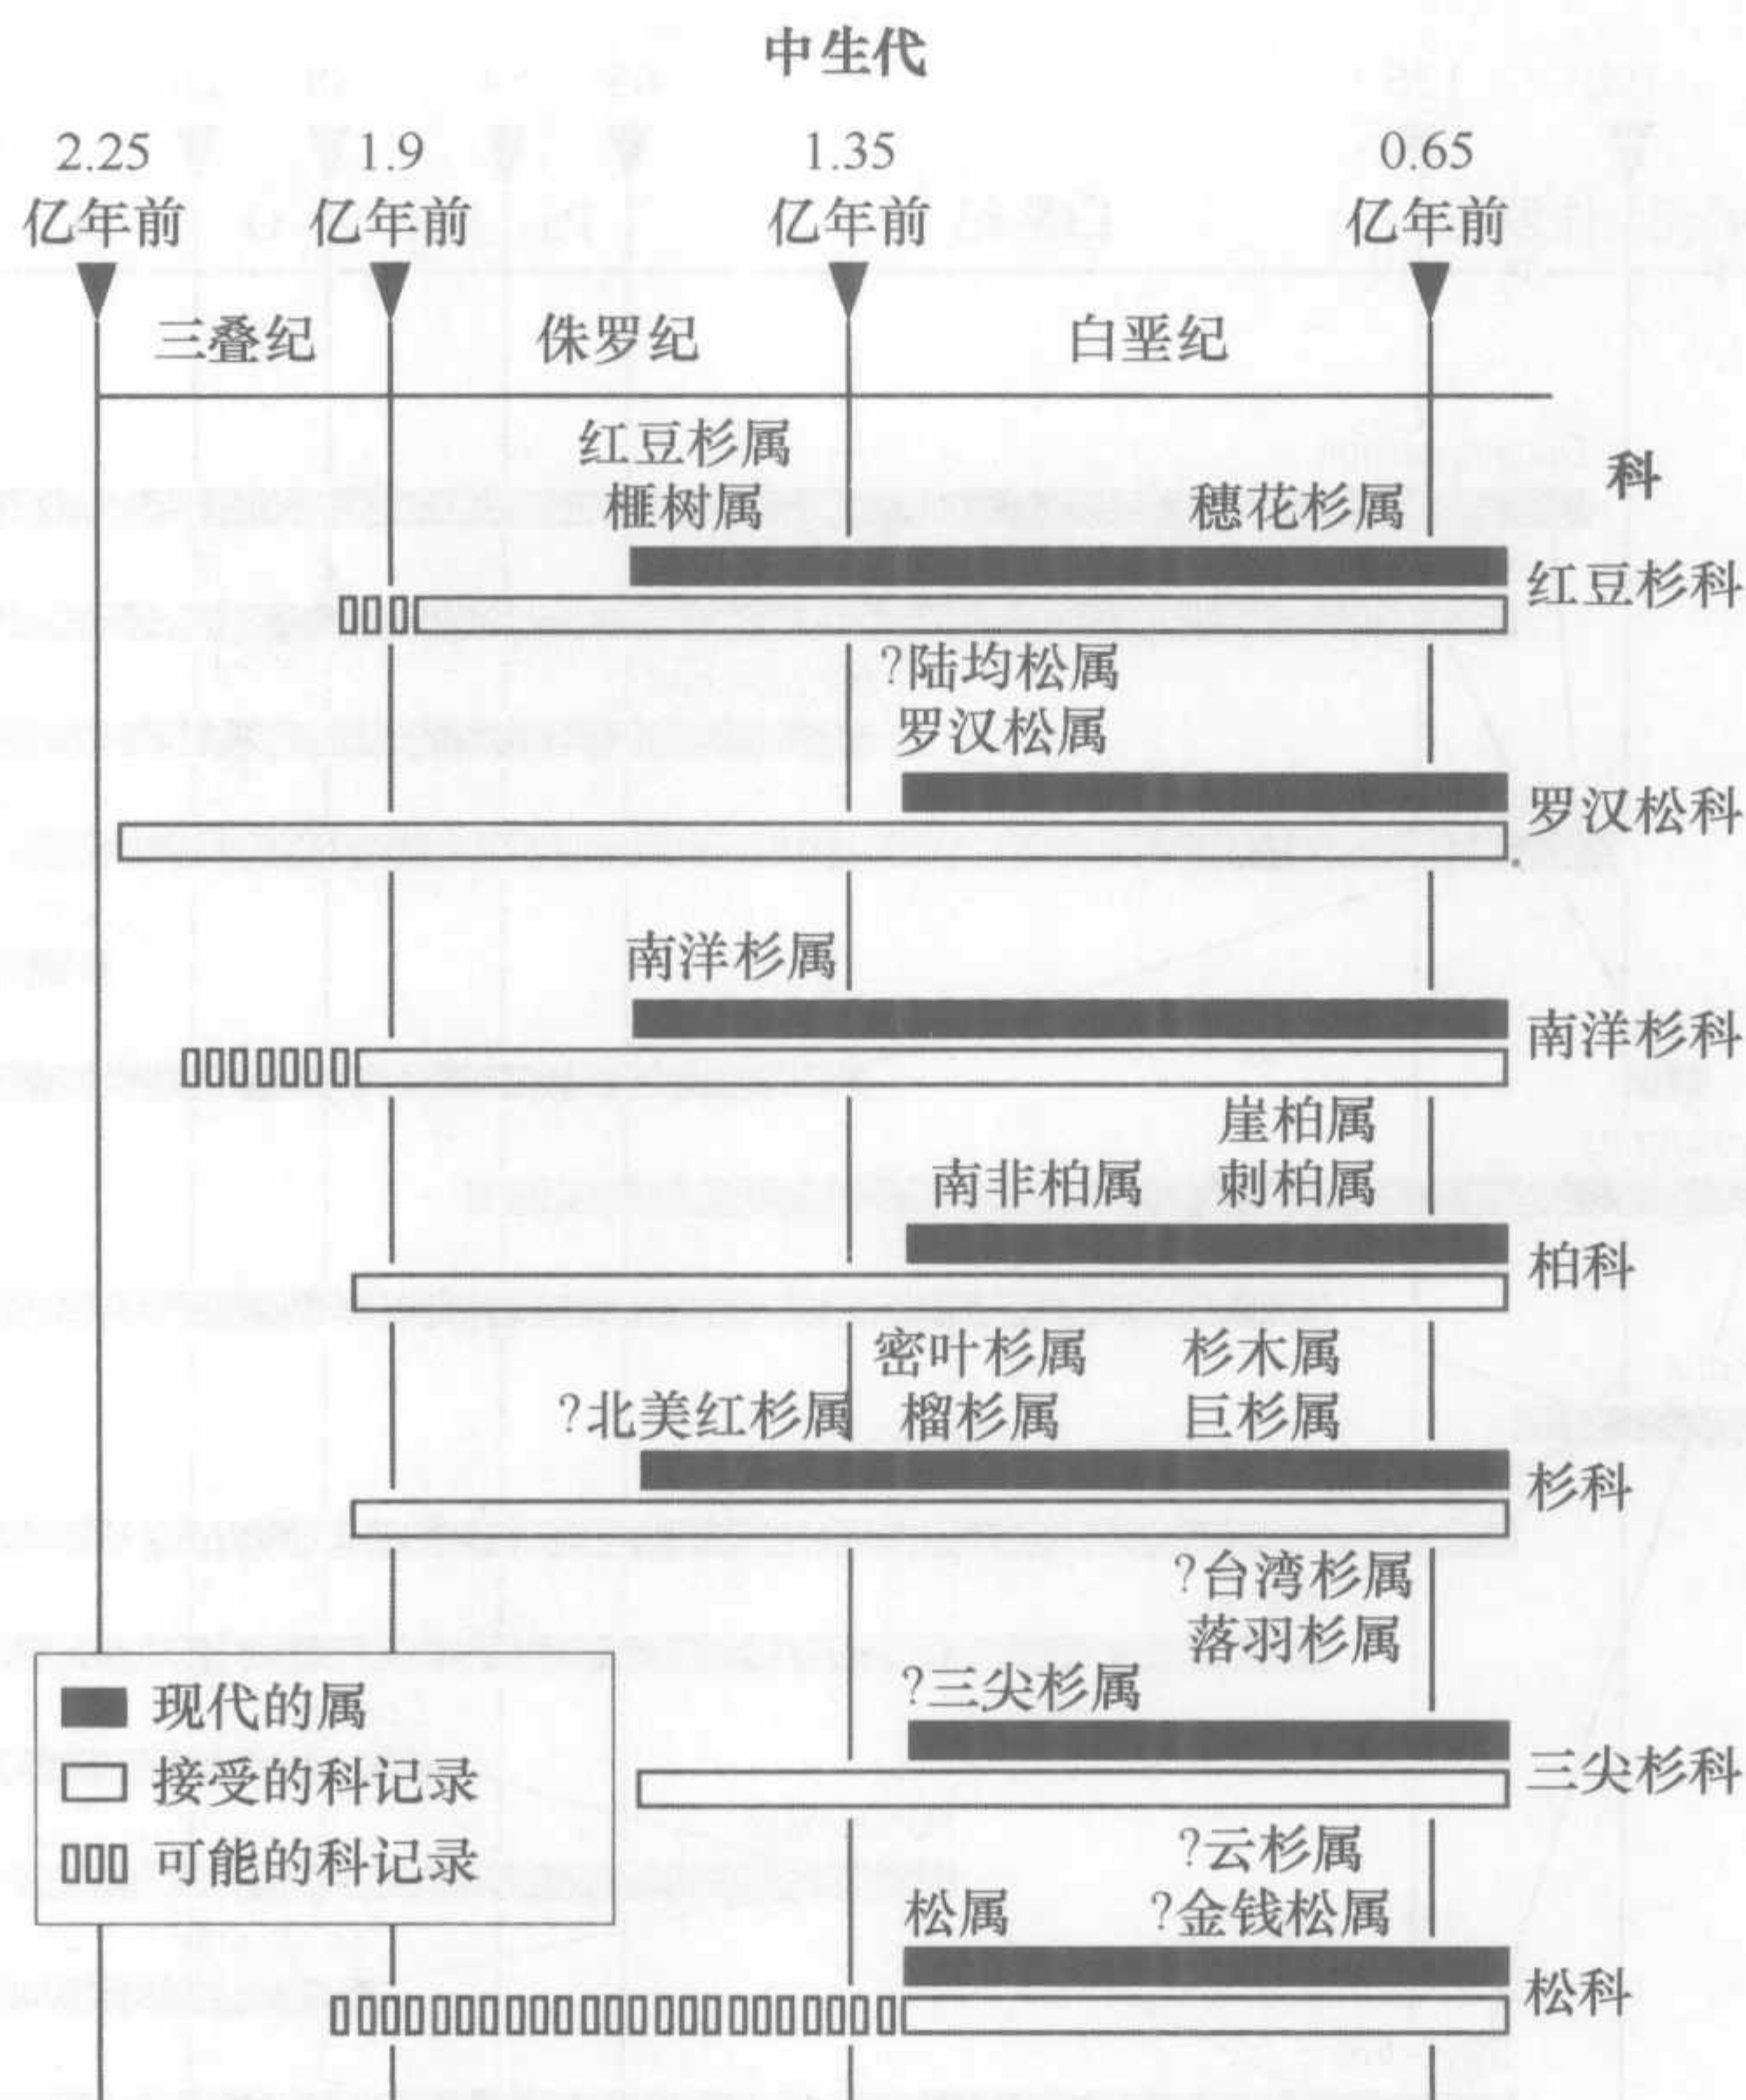 中生代
2.25 1.9 1.35 0.65
亿年前 亿年前 亿年前 亿年前
三叠纪 侏罗纪 白垩纪
红豆杉属
科
榧树属 穗花杉属
红豆杉科
?陆均松属
罗汉松属
罗汉松科
南洋杉属
南洋杉科
崖柏属
南非柏属 刺柏属
柏科
密叶杉属 杉木属
?北美红杉属 榴杉属 巨杉属
杉科
?台湾杉属
落羽杉属
?三尖杉属
现代的属
三尖杉科
接受的科记录
?云杉属
可能的科记录
松属 ?金钱松属
松科